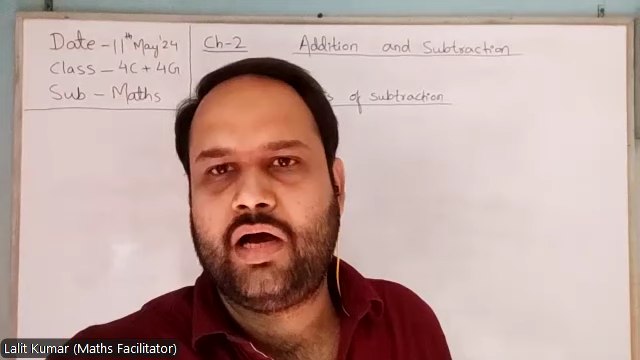 Date - 11th May'24
Class - 4C + 4G
Sub - Maths
Ch-2 Addition and Subtraction
of subtraction
Lalit Kumar (Maths Facilitator)